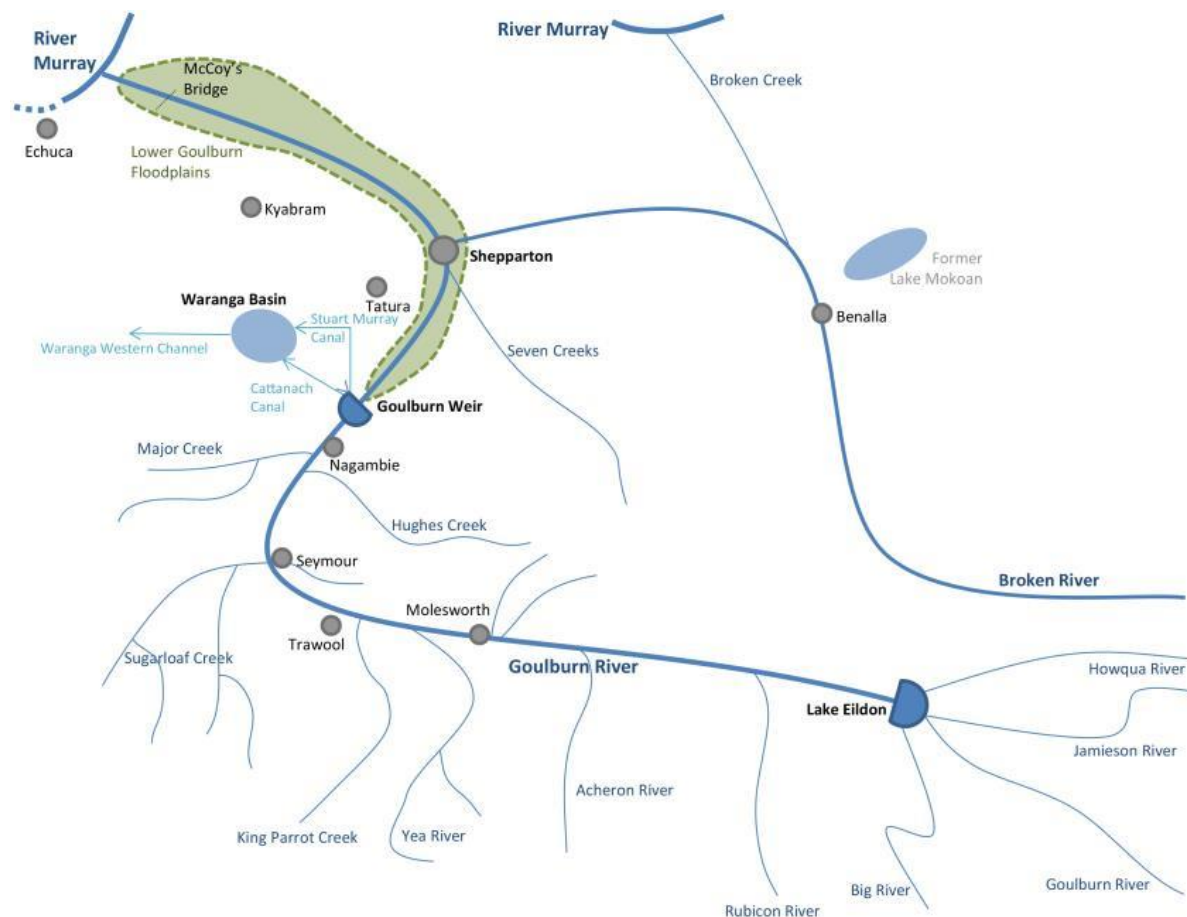 River
Murray
River Murray
McCoy's
Bridge
Broken Creek
Echuca
Lower Goulburn
Floodplains
Kyabram
Shepparton
Former
Lake Mokoan
Waranga Basin
Tatura
Stuart Murray
Canal
Benalla
Waranga Western Channel
Seven Creeks
Cattanach
Canal
Goulburn Weir
Major Creek
Nagambie
Hughes Creek
Seymour
Broken River
Molesworth
Trawool
Sugarloaf Creek
Goulburn River
Howqua River
Lake Eildon
Jamieson River
Acheron River
King Parrot Creek
Yea River
Big River
Goulburn River
Rubicon River